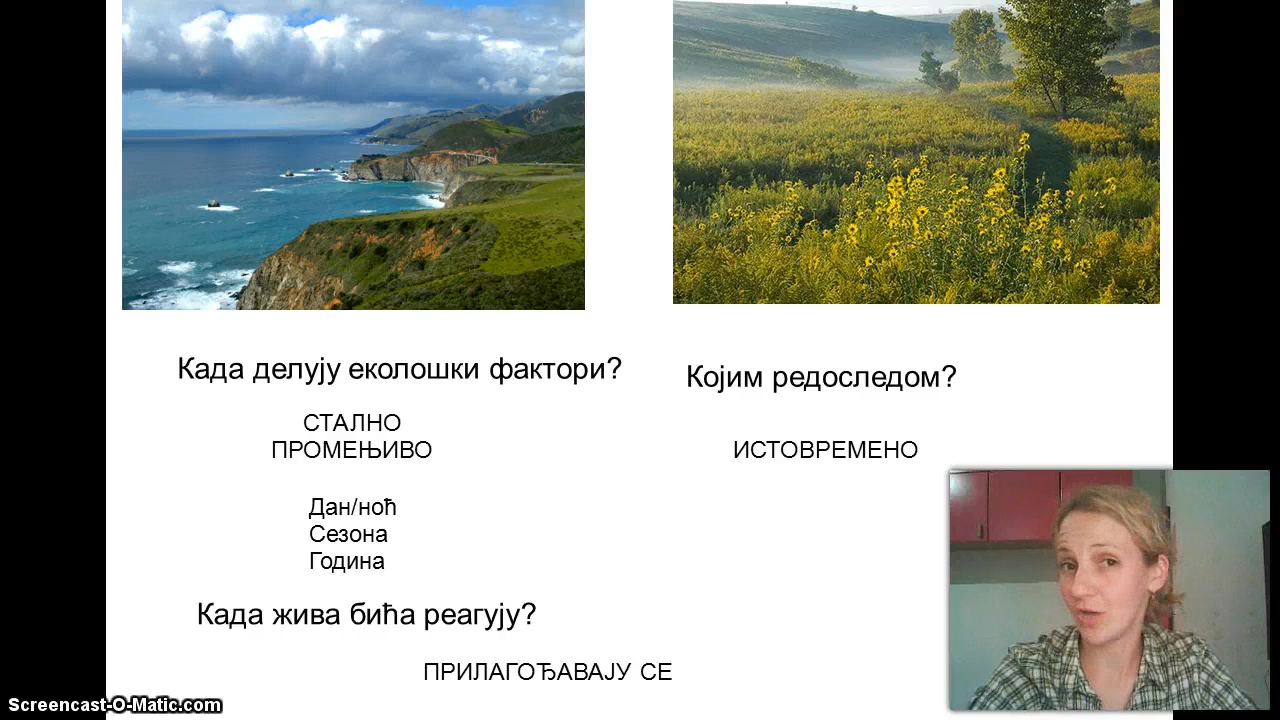 Када делују еколошки фактори?
СТАЛНО
ПРОМЕЊИВО
Дан/ноћ
Сезона
Година
Којим редоследом?
ИСТОВРЕМЕНО
Када жива бића реагују?
ПРИЛАГОЂАВАЈУ СЕ
Screencast-O-Matic.com